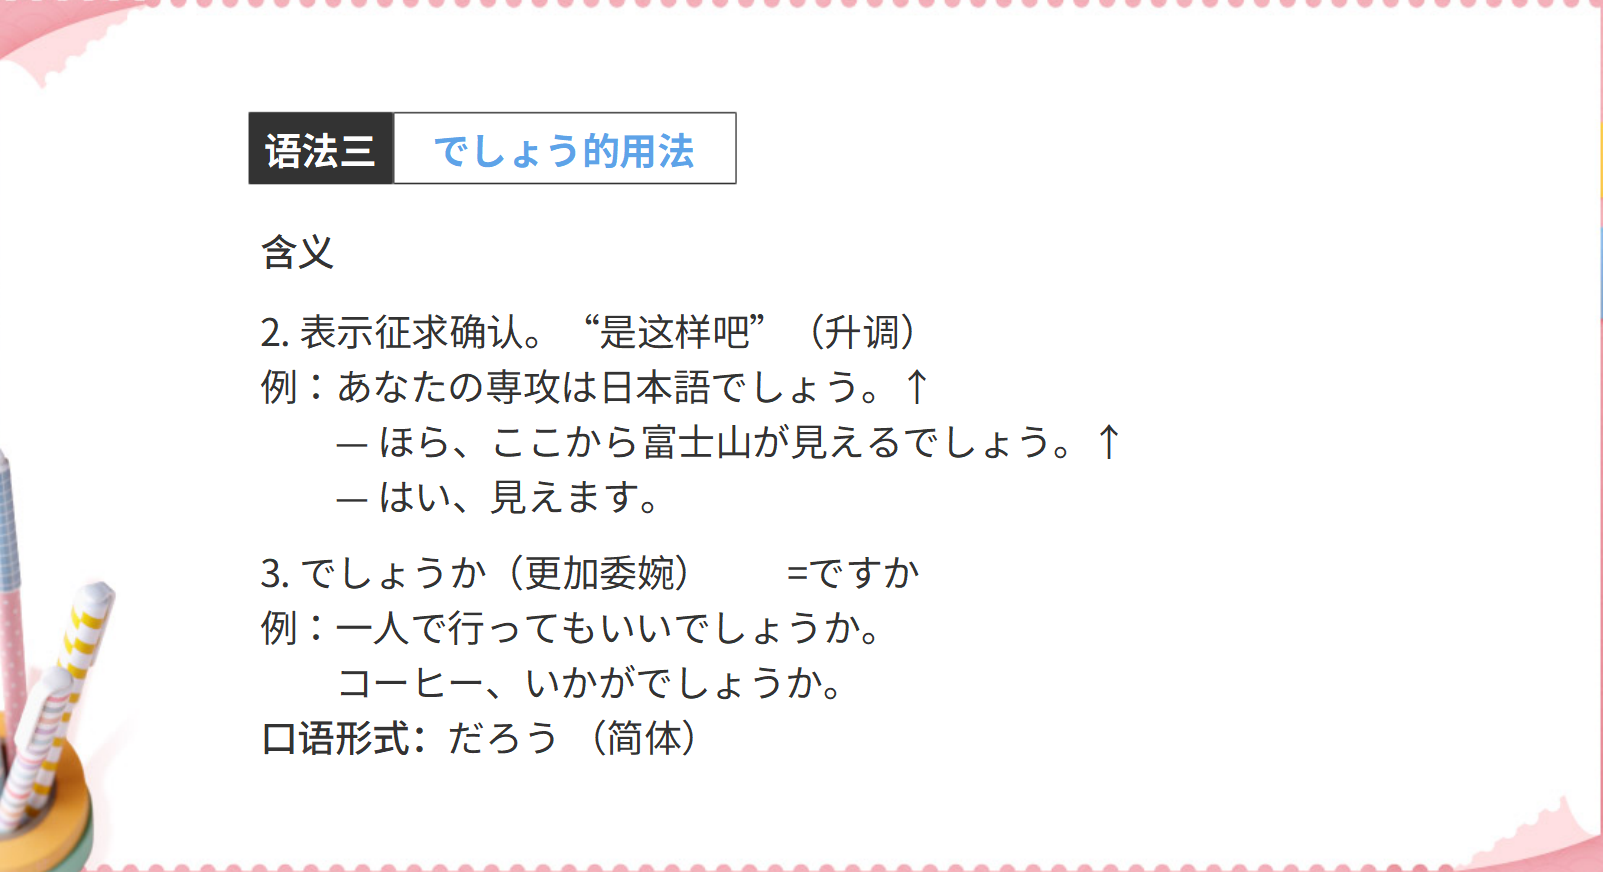 语法三 でしょう的用法
含义
2. 表示征求确认。“是这样吧”（升调）
例：あなたの専攻は日本語でしょう。↑
— ほら、ここから富士山が見えるでしょう。↑
— はい、見えます。
3. でしょうか（更加委婉） =ですか
例：一人で行ってもいいでしょうか。
コーヒー、いかがでしょうか。
口语形式：だろう （简体）